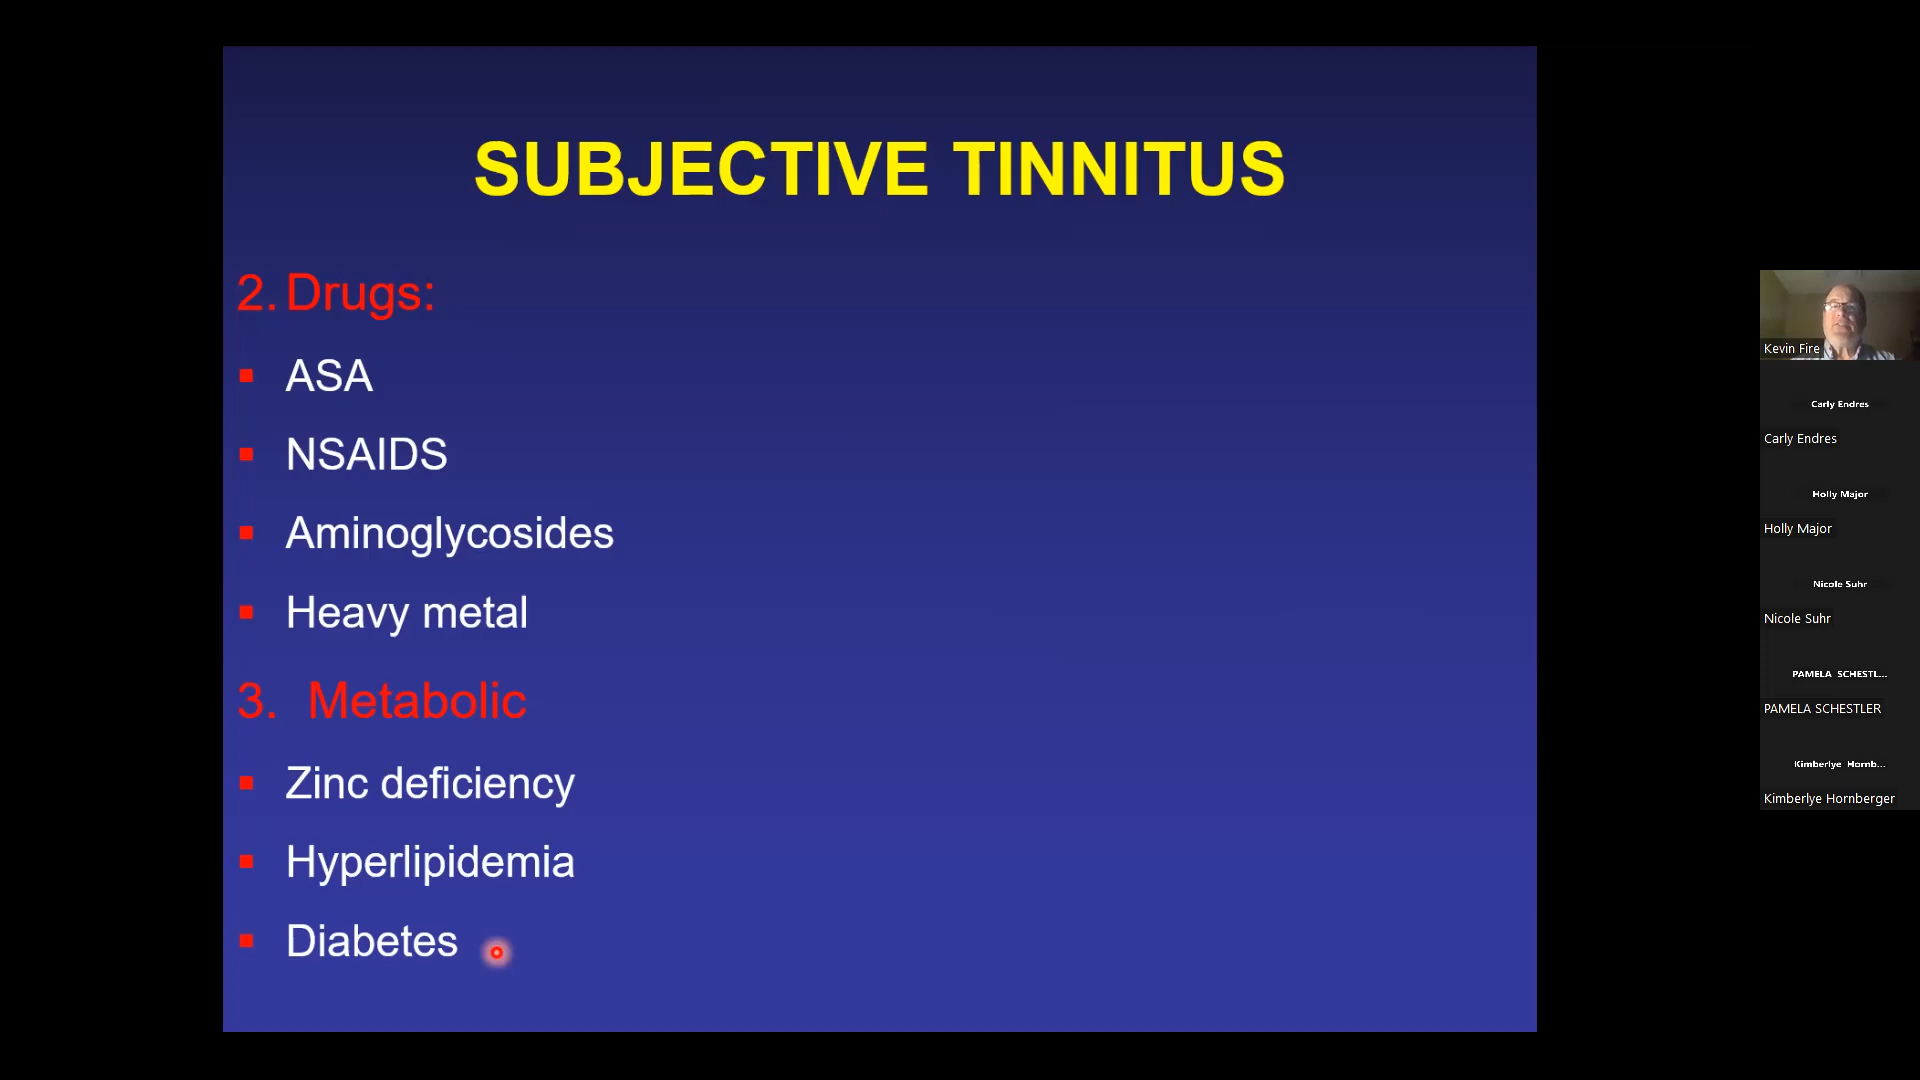 SUBJECTIVE TINNITUS
2. Drugs:
ASA
NSAIDS
Aminoglycosides
Heavy metal
3. Metabolic
Zinc deficiency
Hyperlipidemia
Diabetes
Kevin Fire
Carly Endres
Carly Endres
Holly Major
Holly Major
Nicole Suhr
Nicole Suhr
PAMELA SCHESTL...
PAMELA SCHESTLER
Kimberlye Hornb...
Kimberlye Hornberger